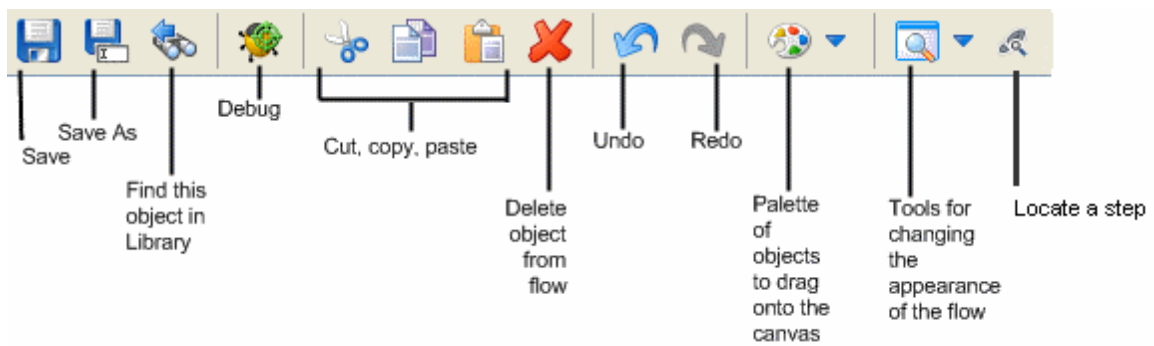 Save
Save As
Find this
object in
Library
Debug
Cut, copy, paste
Delete
object
from
flow
Undo
Redo
Palette
of
objects
to drag
onto the
canvas
Tools for
changing
the
appearance
of the flow
Locate a step